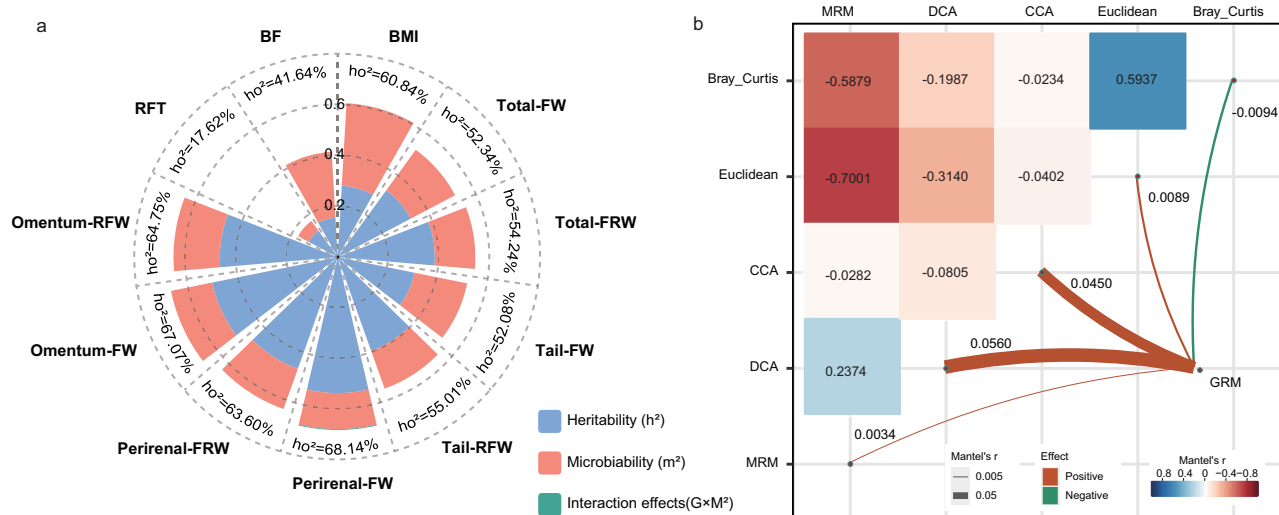 a
BF
BMI
RFT
Total-FW
Omentum-RFW
Total-FRW
Omentum-FW
Tail-FW
Perirenal-FRW
Tail-RFW
Perirenal-FW
ho²=41.64%
ho²=60.84%
ho²=17.62%
ho²=52.34%
ho²=64.75%
ho²=54.24%
ho²=67.07%
ho²=52.08%
ho²=63.60%
ho²=55.01%
ho²=68.14%
0.6
0.4
0.2
Heritability (h²)
Microbiability (m²)
Interaction effects(G×M²)
b
MRM DCA CCA Euclidean Bray_Curtis
Bray_Curtis -0.5879 -0.1987 -0.0234 0.5937
-0.0094
Euclidean -0.7001 -0.3140 -0.0402
0.0089
CCA -0.0282 -0.0805
0.0450
0.0560
DCA 0.2374
GRM
0.0034
MRM
Mantel's r
0.005
0.05
Effect
Positive
Negative
Mantel's r
0.8 0.4 0 -0.4 -0.8